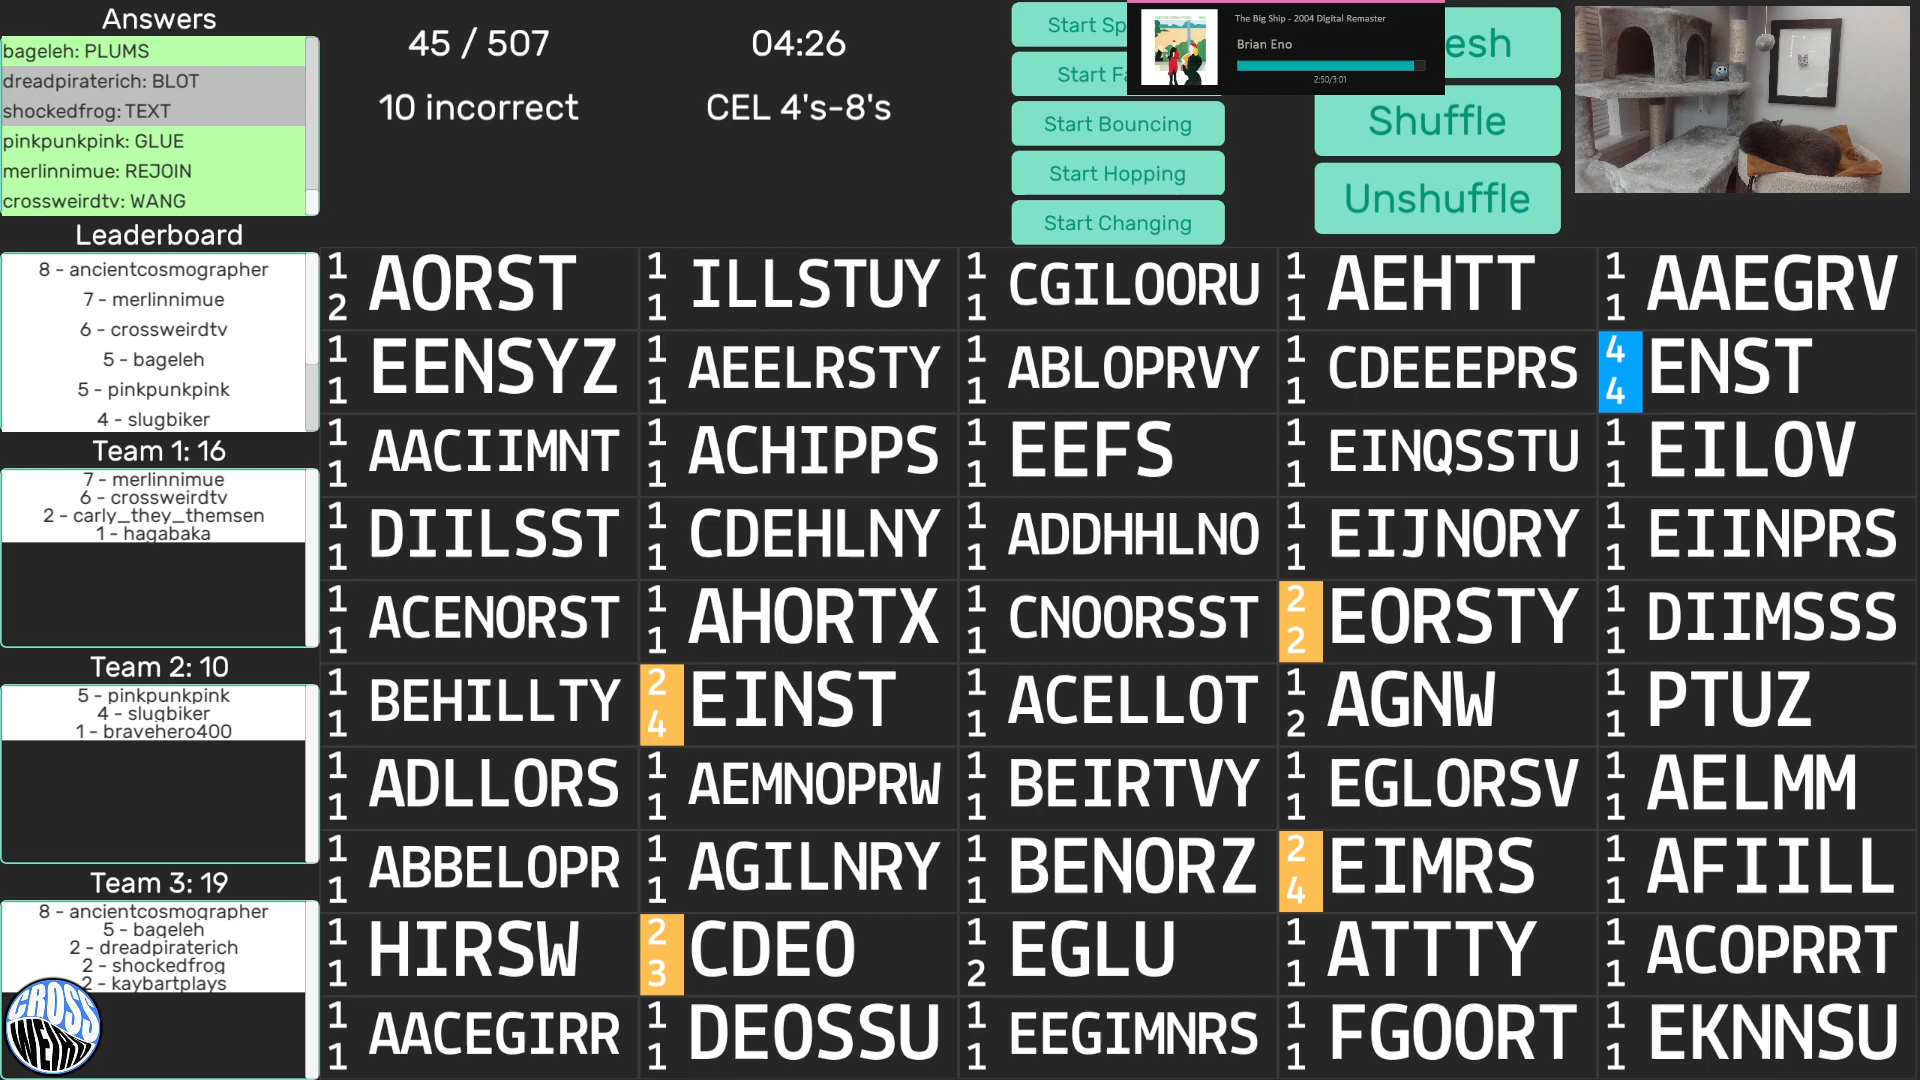 Answers
bageleh: PLUMS
dreadpiraterich: BLOT
shockedfrog: TEXT
pinkpunkpink: GLUE
merlinnimue: REJOIN
crossweirdtv: WANG
45 / 507
10 incorrect
04:26
CEL 4's-8's
Start Sp
Start Fa
Start Bouncing
Start Hopping
Start Changing
The Big Ship - 2004 Digital Remaster
Brian Eno
2:50/3:01
esh
Shuffle
Unshuffle
Leaderboard
8 - ancientcosmographer
7 - merlinnimue
6 - crossweirdtv
5 - bageleh
5 - pinkpunkpink
4 - slugbiker
Team 1: 16
7 - merlinnimue
6 - crossweirdtv
2 - carly_they_themsen
1 - hagabaka
Team 2: 10
5 - pinkpunkpink
4 - slugbiker
1 - bravehero400
Team 3: 19
8 - ancientcosmographer
5 - bageleh
2 - dreadpiraterich
2 - shockedfrog
2 - kaybartplays
CROSS
WEIRD
1 2 AORST
1 1 ILLSTUY
1 1 CGILOORU
1 1 AEHTT
1 1 AAEGRV
1 1 EENSYZ
1 1 AEELRSTY
1 1 ABLOPRVY
1 1 CDEEEPRS
4 4 ENST
1 1 AACIIMNT
1 1 ACHIPPS
1 1 EEFS
1 1 EINQSSTU
1 1 EILOV
1 1 DIILSST
1 1 CDEHLNY
1 1 ADDHHLNO
1 1 EIJNORY
1 1 EIINPRS
1 1 ACENORST
1 1 AHORTX
1 1 CNOORSST
2 2 EORSTY
1 1 DIIMSSS
1 1 BEHILLTY
2 4 EINST
1 1 ACELLOT
1 2 AGNW
1 1 PTUZ
1 1 ADLLORS
1 1 AEMNOPRW
1 1 BEIRTVY
1 1 EGLORSV
1 1 AELMM
1 1 ABBELOPR
1 1 AGILNRY
1 1 BENORZ
2 4 EIMRS
1 1 AFIILL
1 1 HIRSW
2 3 CDEO
1 2 EGLU
1 1 ATTTY
1 1 ACOPRRT
1 1 AACEGIRR
1 1 DEOSSU
1 1 EEGIMNRS
1 1 FGOORT
1 1 EKNNSU